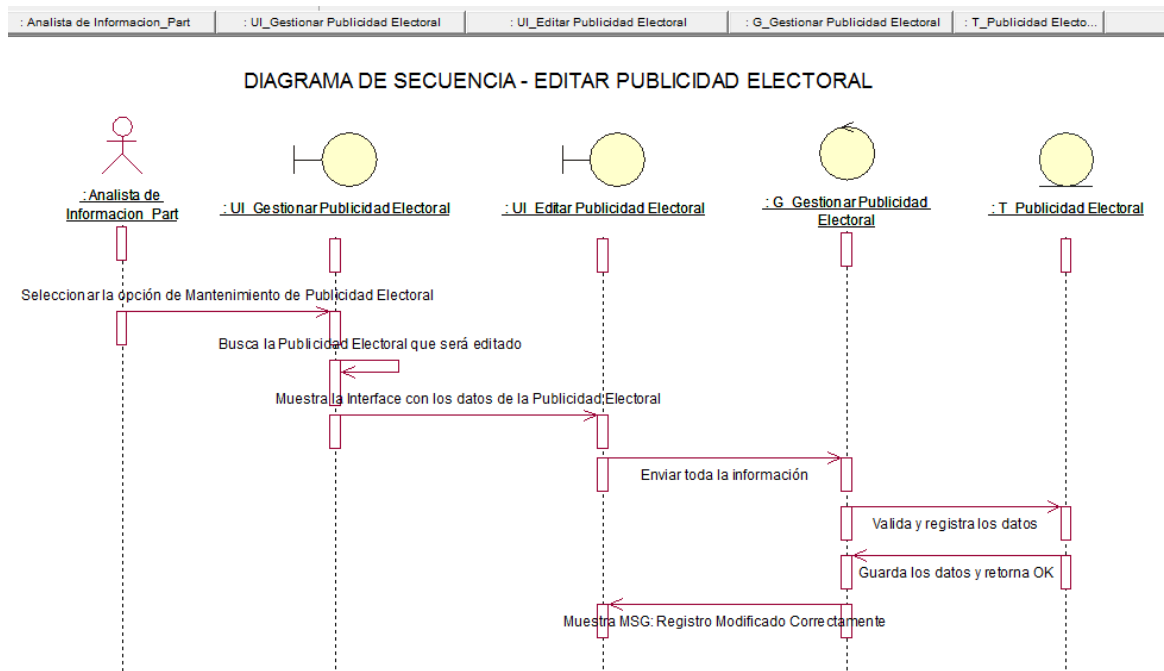 : Analista de Informacion_Part
: UI_Gestionar Publicidad Electoral
: UI_Editar Publicidad Electoral
: G_Gestionar Publicidad Electoral
: T_Publicidad Electo...
DIAGRAMA DE SECUENCIA - EDITAR PUBLICIDAD ELECTORAL
: Analista de
Informacion_Part
: UI_Gestionar Publicidad Electoral
: UI_Editar Publicidad Electoral
: G_Gestionar Publicidad
Electoral
: T_Publicidad Electoral
Seleccionar la opción de Mantenimiento de Publicidad Electoral
Busca la Publicidad Electoral que será editado
Muestra la Interface con los datos de la Publicidad Electoral
Enviar toda la información
Valida y registra los datos
Guarda los datos y retorna OK
Muestra MSG: Registro Modificado Correctamente